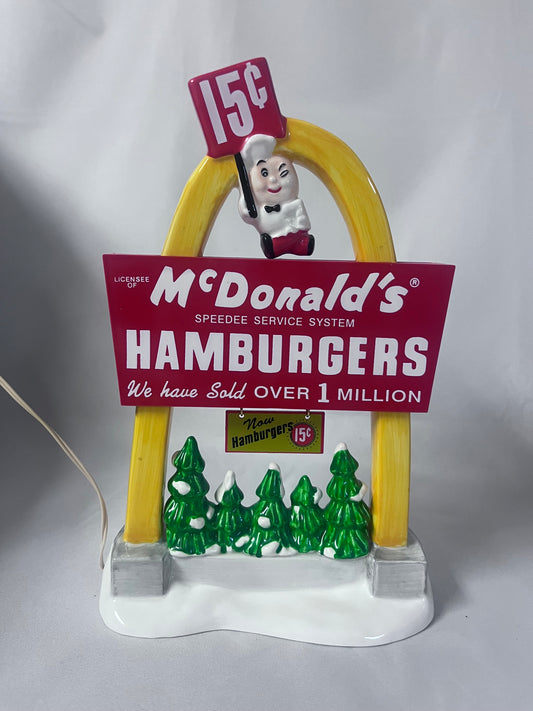 15¢
LICENSEE
OF
McDonald's®
SPEEDEE SERVICE SYSTEM
HAMBURGERS
We have Sold OVER 1 MILLION
Now
Hamburgers 15¢